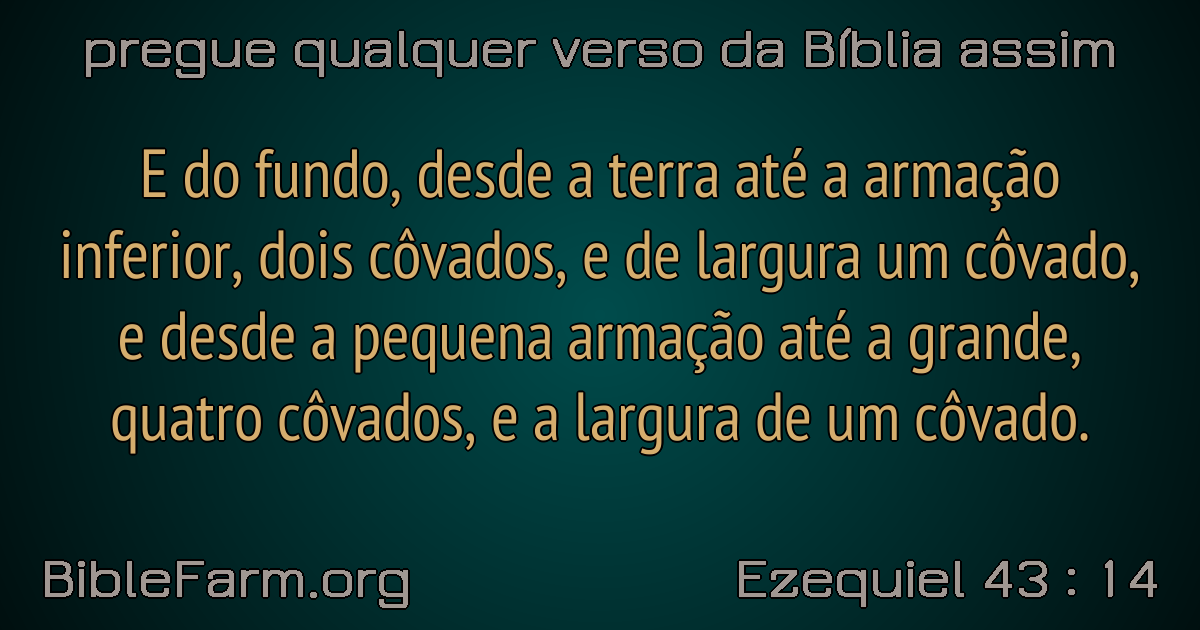 pregue qualquer verso da Bíblia assim
E do fundo, desde a terra até a armação
inferior, dois côvados, e de largura um côvado,
e desde a pequena armação até a grande,
quatro côvados, e a largura de um côvado.
BibleFarm.org
Ezequiel 43 : 14